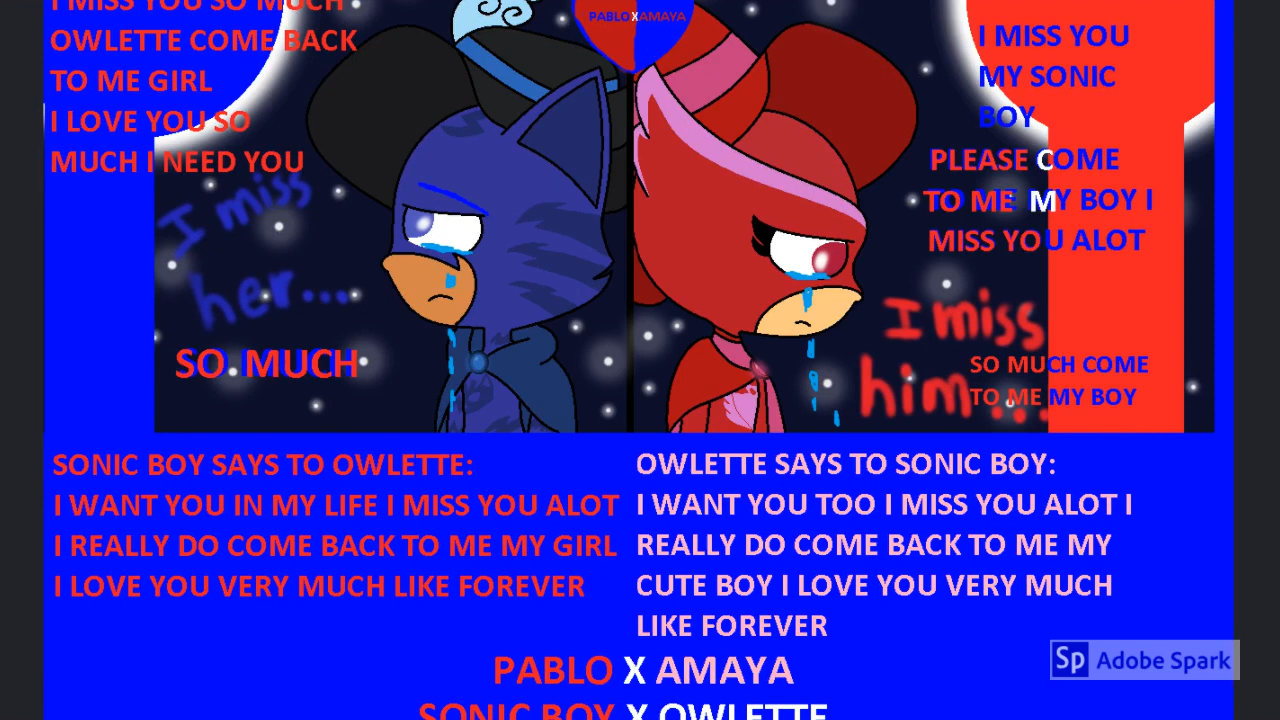 I MISS YOU SO MUCH
OWLETTE COME BACK
TO ME GIRL
I LOVE YOU SO
MUCH I NEED YOU
I miss
her...
SO MUCH
PABLOXAMAYA
I MISS YOU
MY SONIC
BOY
PLEASE COME
TO ME MY BOY I
MISS YOU ALOT
I miss
him...
SO MUCH COME
TO ME MY BOY
SONIC BOY SAYS TO OWLETTE:
I WANT YOU IN MY LIFE I MISS YOU ALOT
I REALLY DO COME BACK TO ME MY GIRL
I LOVE YOU VERY MUCH LIKE FOREVER
OWLETTE SAYS TO SONIC BOY:
I WANT YOU TOO I MISS YOU ALOT I
REALLY DO COME BACK TO ME MY
CUTE BOY I LOVE YOU VERY MUCH
LIKE FOREVER
PABLO X AMAYA
SONIC BOY X OWLETTE
Sp Adobe Spark